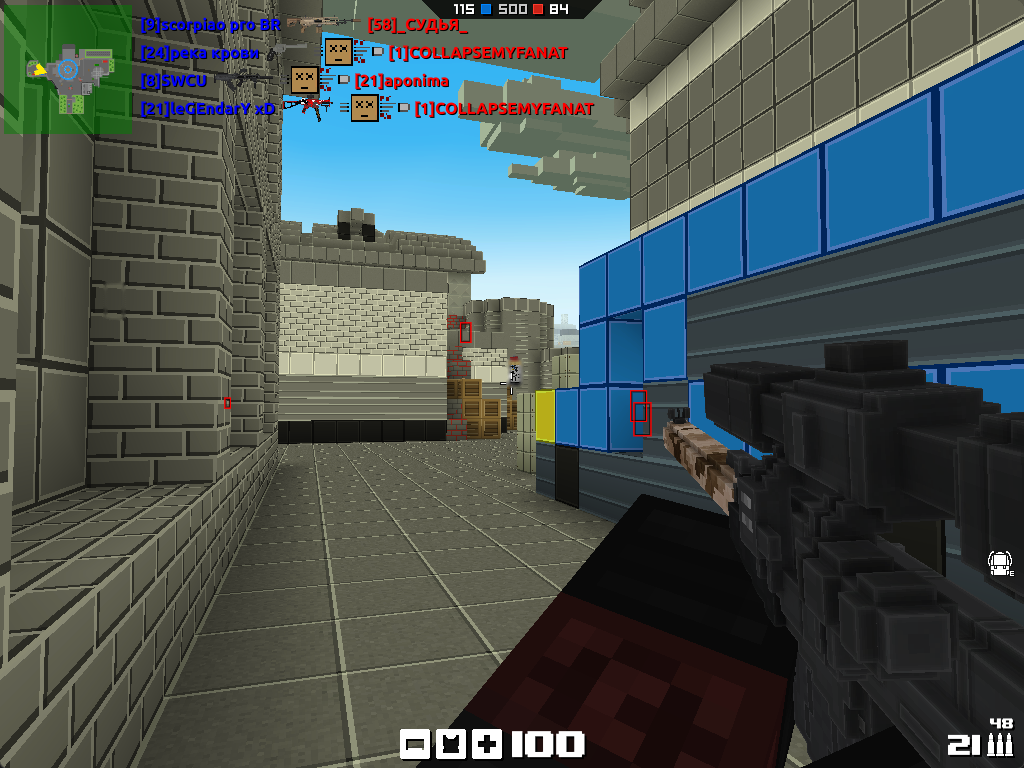 115 500 84
[9]scorpiao pro BR [58]_СУДЬЯ_
[24]река крови [1]COLLAPSEMYFANAT
[8]SWCU [21]aponima
[21]leGEndarY xD [1]COLLAPSEMYFANAT
48
21
100